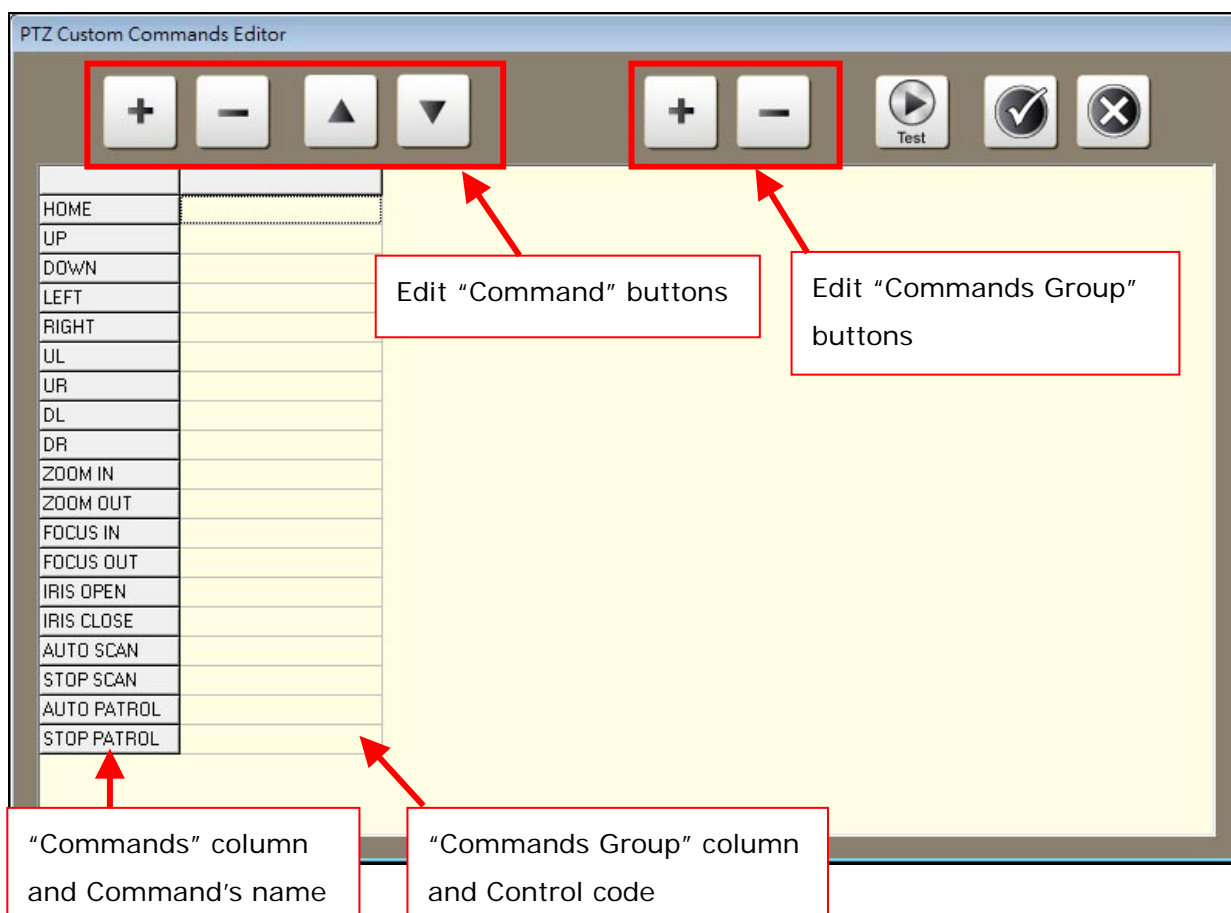 PTZ Custom Commands Editor
+ − ▲ ▼ + −
Test
HOME
UP
DOWN
LEFT
RIGHT
UL
UR
DL
DR
ZOOM IN
ZOOM OUT
FOCUS IN
FOCUS OUT
IRIS OPEN
IRIS CLOSE
AUTO SCAN
STOP SCAN
AUTO PATROL
STOP PATROL
Edit “Command” buttons
Edit “Commands Group”
buttons
“Commands” column
and Command’s name
“Commands Group” column
and Control code